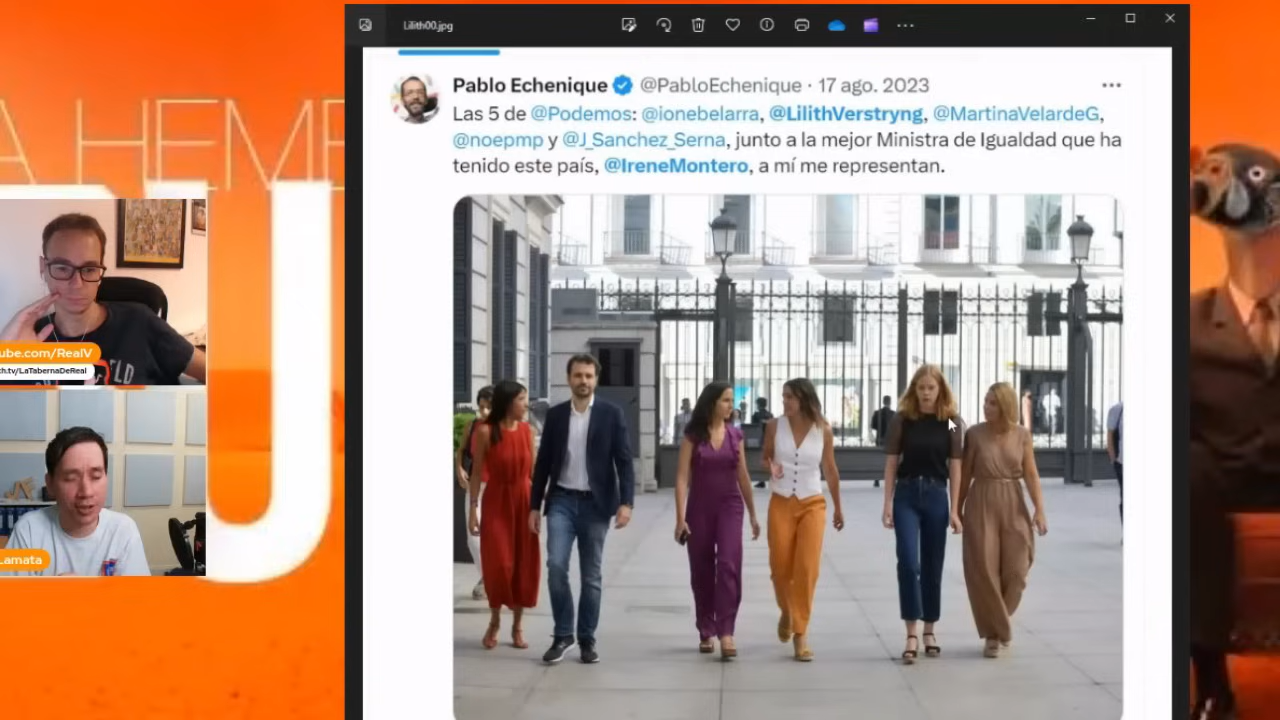 Lilith00.jpg
A HEME
U
Pablo Echenique @PabloEchenique · 17 ago. 2023
Las 5 de @Podemos: @ionebelarra, @LilithVerstryng, @MartinaVelardeG,
@noepmp y @J_Sanchez_Serna, junto a la mejor Ministra de Igualdad que ha
tenido este país, @IreneMontero, a mí me representan.
ube.com/RealV
ch.tv/LaTabernaDeReal
Lamata